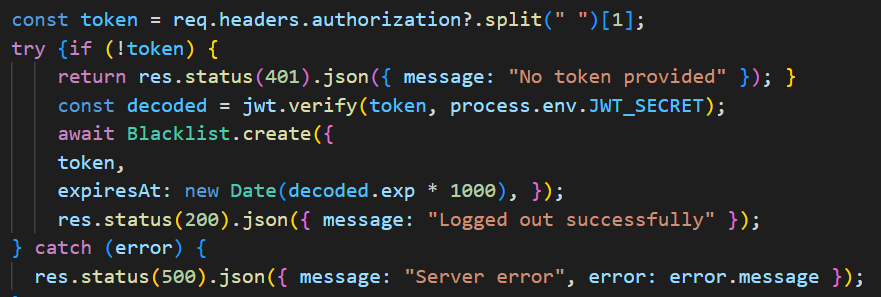 const token = req.headers.authorization?.split(" ")[1];
try {if (!token) {
return res.status(401).json({ message: "No token provided" }); }
const decoded = jwt.verify(token, process.env.JWT_SECRET);
await Blacklist.create({
token,
expiresAt: new Date(decoded.exp * 1000), });
res.status(200).json({ message: "Logged out successfully" });
} catch (error) {
res.status(500).json({ message: "Server error", error: error.message });